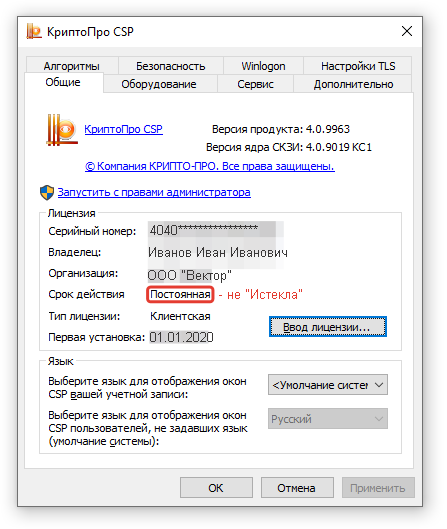 КриптоПро CSP
Алгоритмы Безопасность Winlogon Настройки TLS
Общие Оборудование Сервис Дополнительно
КриптоПро CSP Версия продукта: 4.0.9963
Версия ядра СКЗИ: 4.0.9019 КС1
© Компания КРИПТО-ПРО. Все права защищены.
Запустить с правами администратора
Лицензия
Серийный номер: 4040****************
Владелец: Иванов Иван Иванович
Организация: ООО "Вектор"
Срок действия Постоянная - не "Истекла"
Тип лицензии: Клиентская
Ввод лицензии...
Первая установка: 01.01.2020
Язык
Выберите язык для отображения окон
CSP вашей учетной записи:
<Умолчание систем
Выберите язык для отображения окон
CSP пользователей, не задавших язык
(умолчание системы):
Русский
ОК Отмена Применить